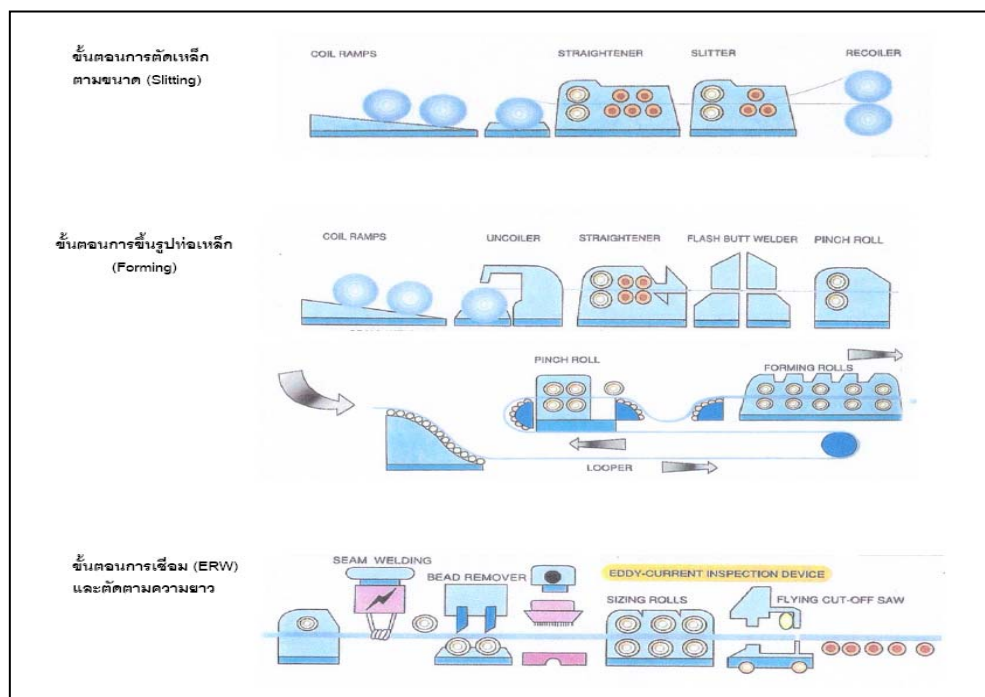 ขั้นตอนการตัดเหล็ก
ตามขนาด (Slitting)
COIL RAMPS
STRAIGHTENER
SLITTER
RECOILER
ขั้นตอนการขึ้นรูปท่อเหล็ก
(Forming)
COIL RAMPS
UNCOILER
STRAIGHTENER
FLASH BUTT WELDER
PINCH ROLL
PINCH ROLL
FORMING ROLLS
LOOPER
ขั้นตอนการเชื่อม (ERW)
และตัดตามความยาว
SEAM WELDING
BEAD REMOVER
EDDY-CURRENT INSPECTION DEVICE
SIZING ROLLS
FLYING CUT-OFF SAW